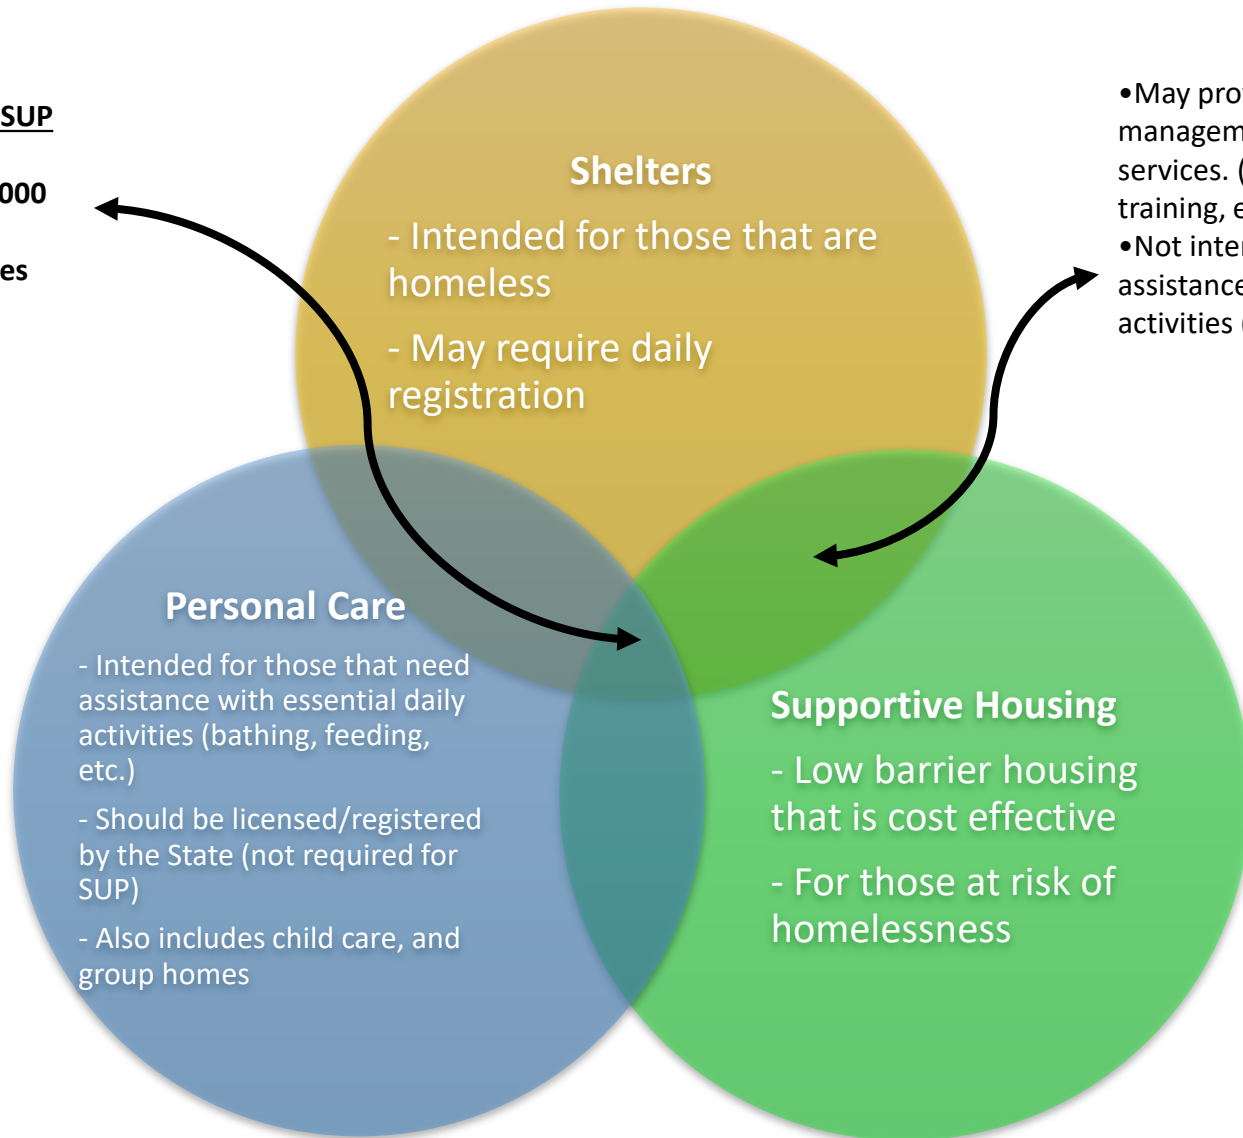 SUP
000
es
Shelters
- Intended for those that are
homeless
- May require daily
registration
•May pro
managem
services. (
training, e
•Not inter
assistance
activities (
Personal Care
- Intended for those that need
assistance with essential daily
activities (bathing, feeding,
etc.)
- Should be licensed/registered
by the State (not required for
SUP)
- Also includes child care, and
group homes
Supportive Housing
- Low barrier housing
that is cost effective
- For those at risk of
homelessness